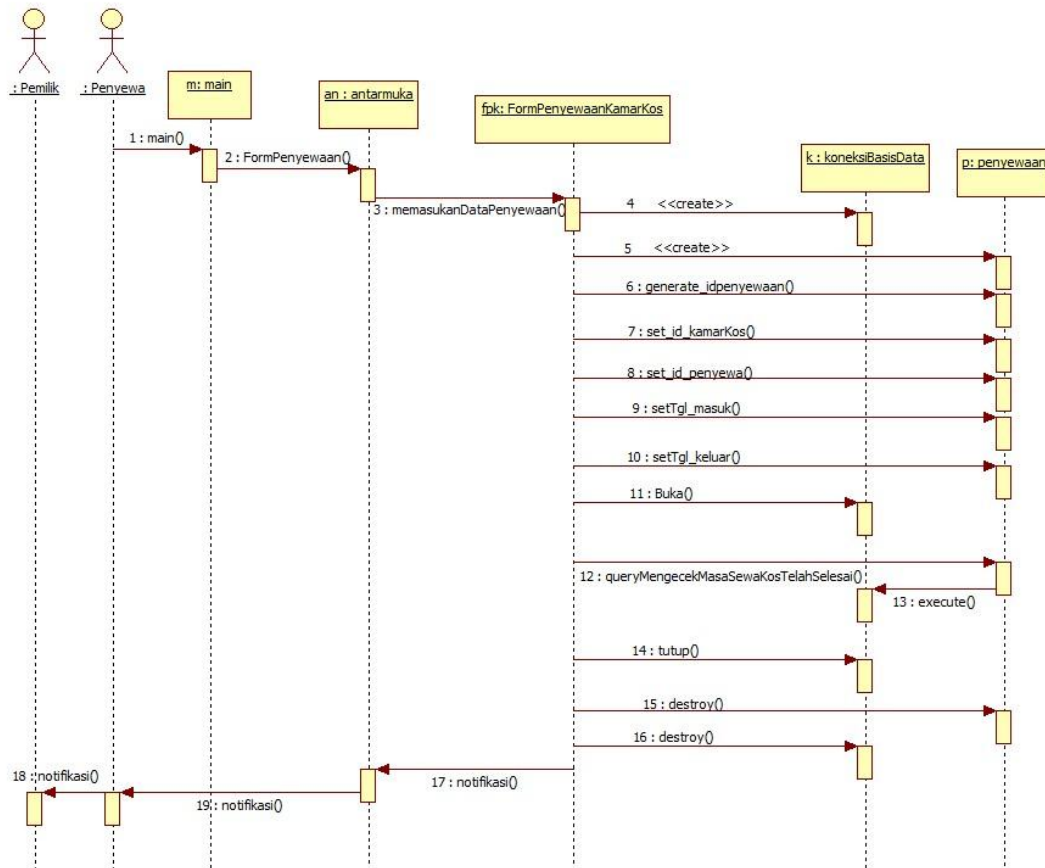 : Pemilik
: Penyewa
m: main
an : antarmuka
fpk: FormPenyewaanKamarKos
k : koneksiBasisData
p: penyewaan
1 : main()
2 : FormPenyewaan()
3 : memasukanDataPenyewaan()
4 <<create>>
5 <<create>>
6 : generate_idpenyewaan()
7 : set_id_kamarKos()
8 : set_id_penyewa()
9 : setTgl_masuk()
10 : setTgl_keluar()
11 : Buka()
12 : queryMengecekMasaSewaKosTelahSelesai()
13 : execute()
14 : tutup()
15 : destroy()
16 : destroy()
17 : notifikasi()
18 : notifikasi()
19 : notifikasi()